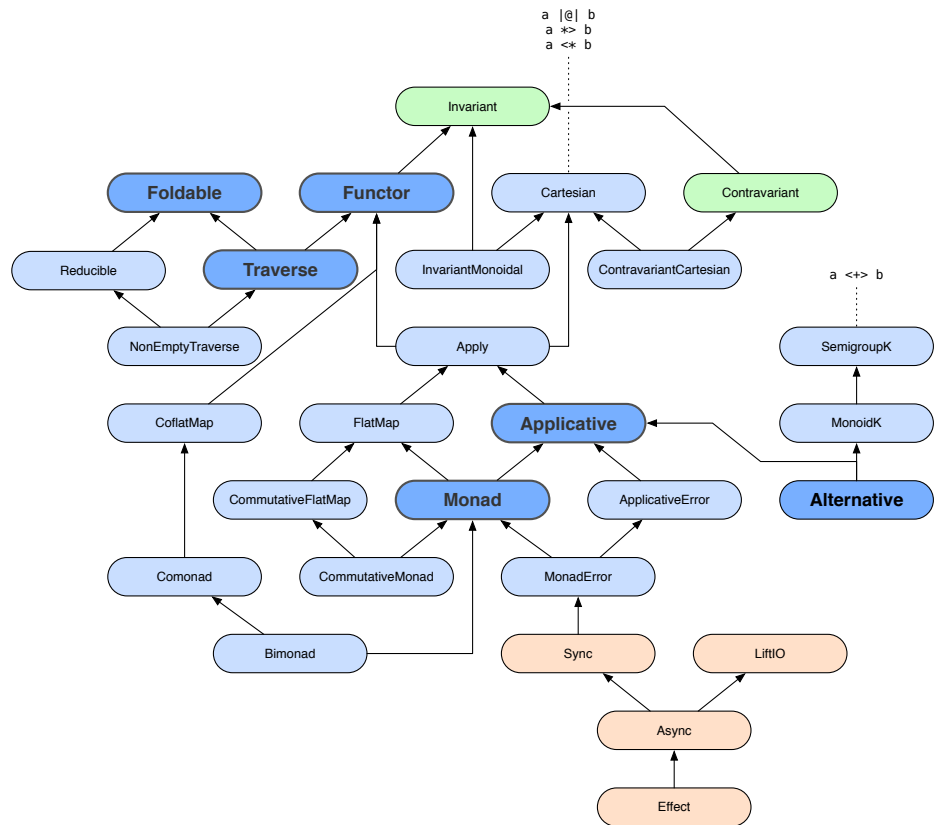 a |@| b
a *> b
a <* b
Invariant
Foldable
Functor
Cartesian
Contravariant
Reducible
Traverse
InvariantMonoidal
ContravariantCartesian
a <+> b
NonEmptyTraverse
Apply
SemigroupK
CoflatMap
FlatMap
Applicative
MonoidK
CommutativeFlatMap
Monad
ApplicativeError
Alternative
Comonad
CommutativeMonad
MonadError
Bimonad
Sync
LiftIO
Async
Effect